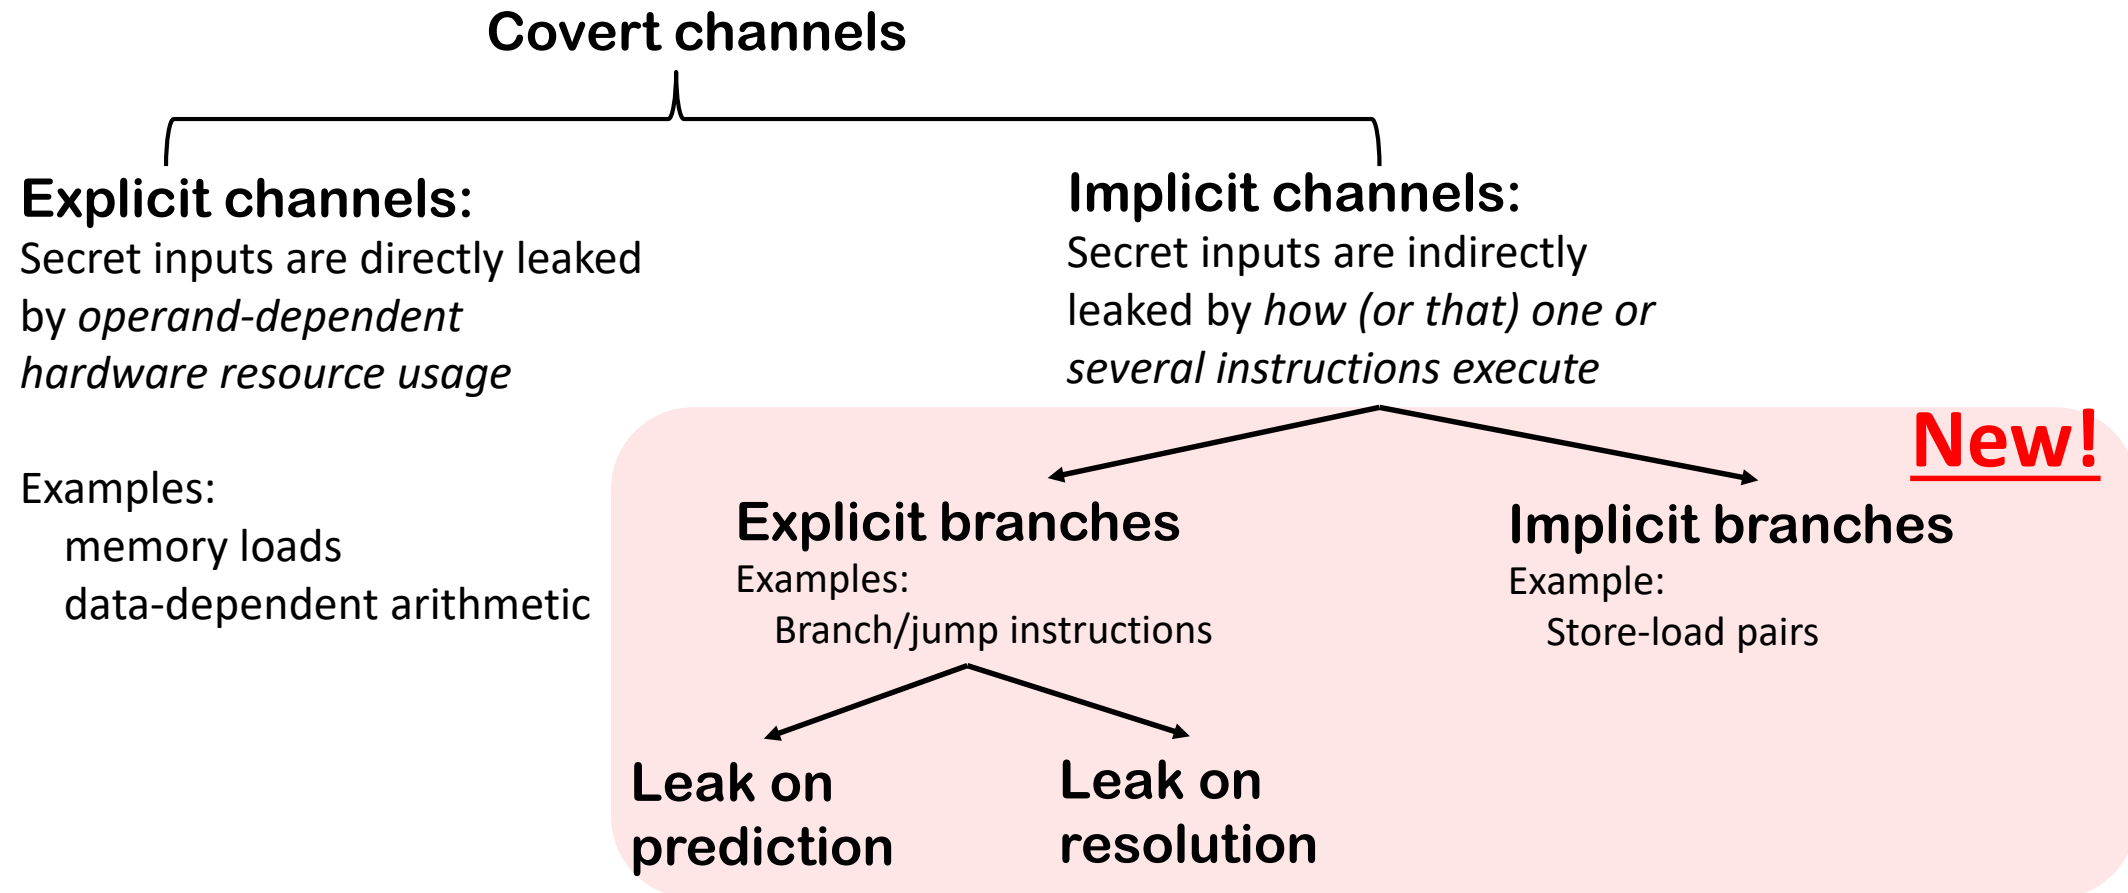 Covert channels
Explicit channels:
Secret inputs are directly leaked
by operand-dependent
hardware resource usage
Examples:
memory loads
data-dependent arithmetic
Implicit channels:
Secret inputs are indirectly
leaked by how (or that) one or
several instructions execute
New!
Explicit branches
Examples:
Branch/jump instructions
Implicit branches
Example:
Store-load pairs
Leak on
prediction
Leak on
resolution